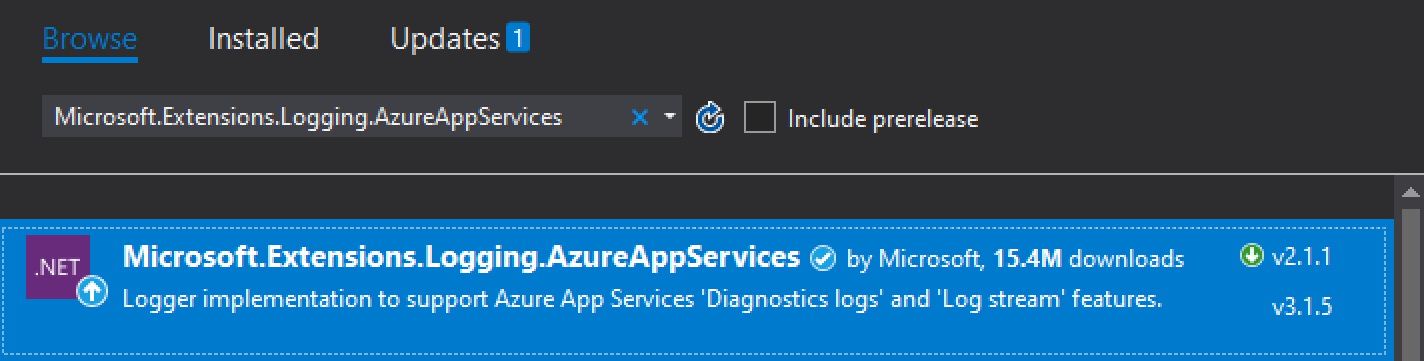 Browse Installed Updates 1
Microsoft.Extensions.Logging.AzureAppServices Include prerelease
.NET Microsoft.Extensions.Logging.AzureAppServices by Microsoft, 15.4M downloads v2.1.1
Logger implementation to support Azure App Services 'Diagnostics logs' and 'Log stream' features. v3.1.5